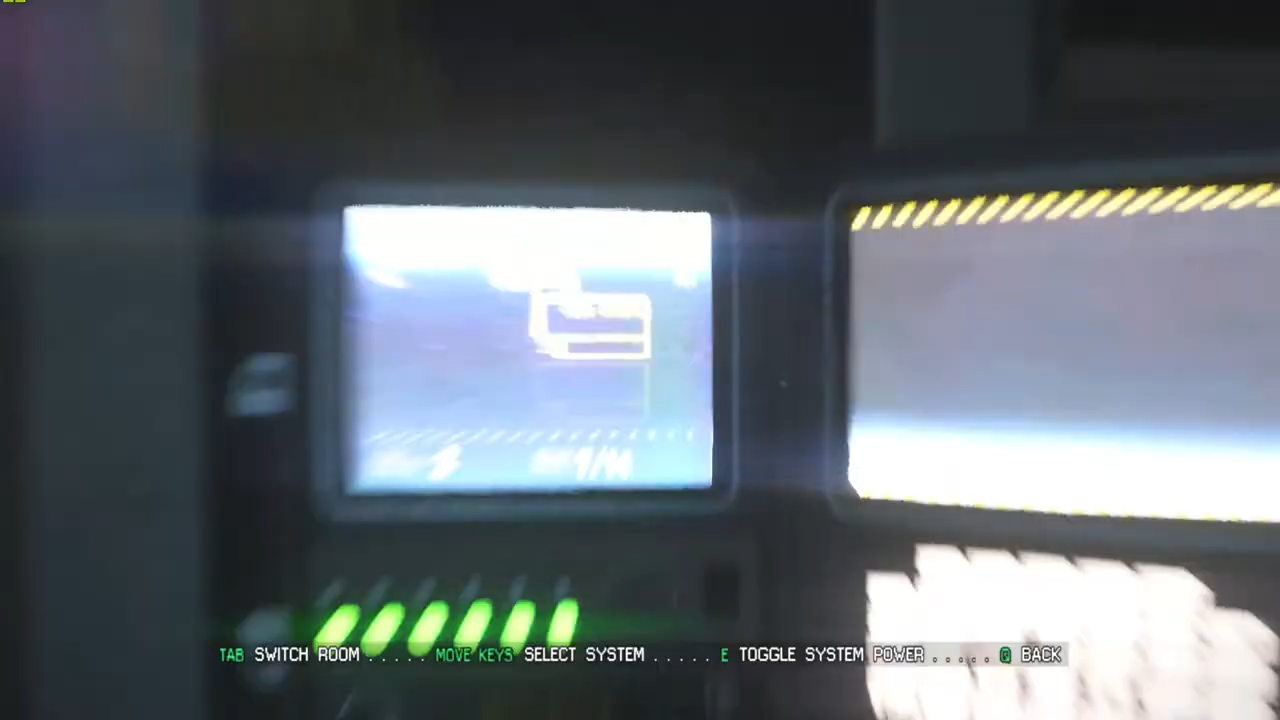 TAB SWITCH ROOM . . . . . MOVE KEYS SELECT SYSTEM . . . . . E TOGGLE SYSTEM POWER . . . . . Q BACK